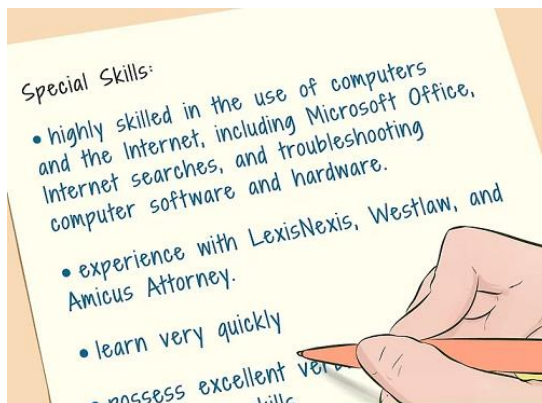 Special Skills:
• highly skilled in the use of computers
and the Internet, including Microsoft Office,
Internet searches, and troubleshooting
computer software and hardware.
• experience with LexisNexis, Westlaw, and
Amicus Attorney.
• learn very quickly
• possess excellent
skills